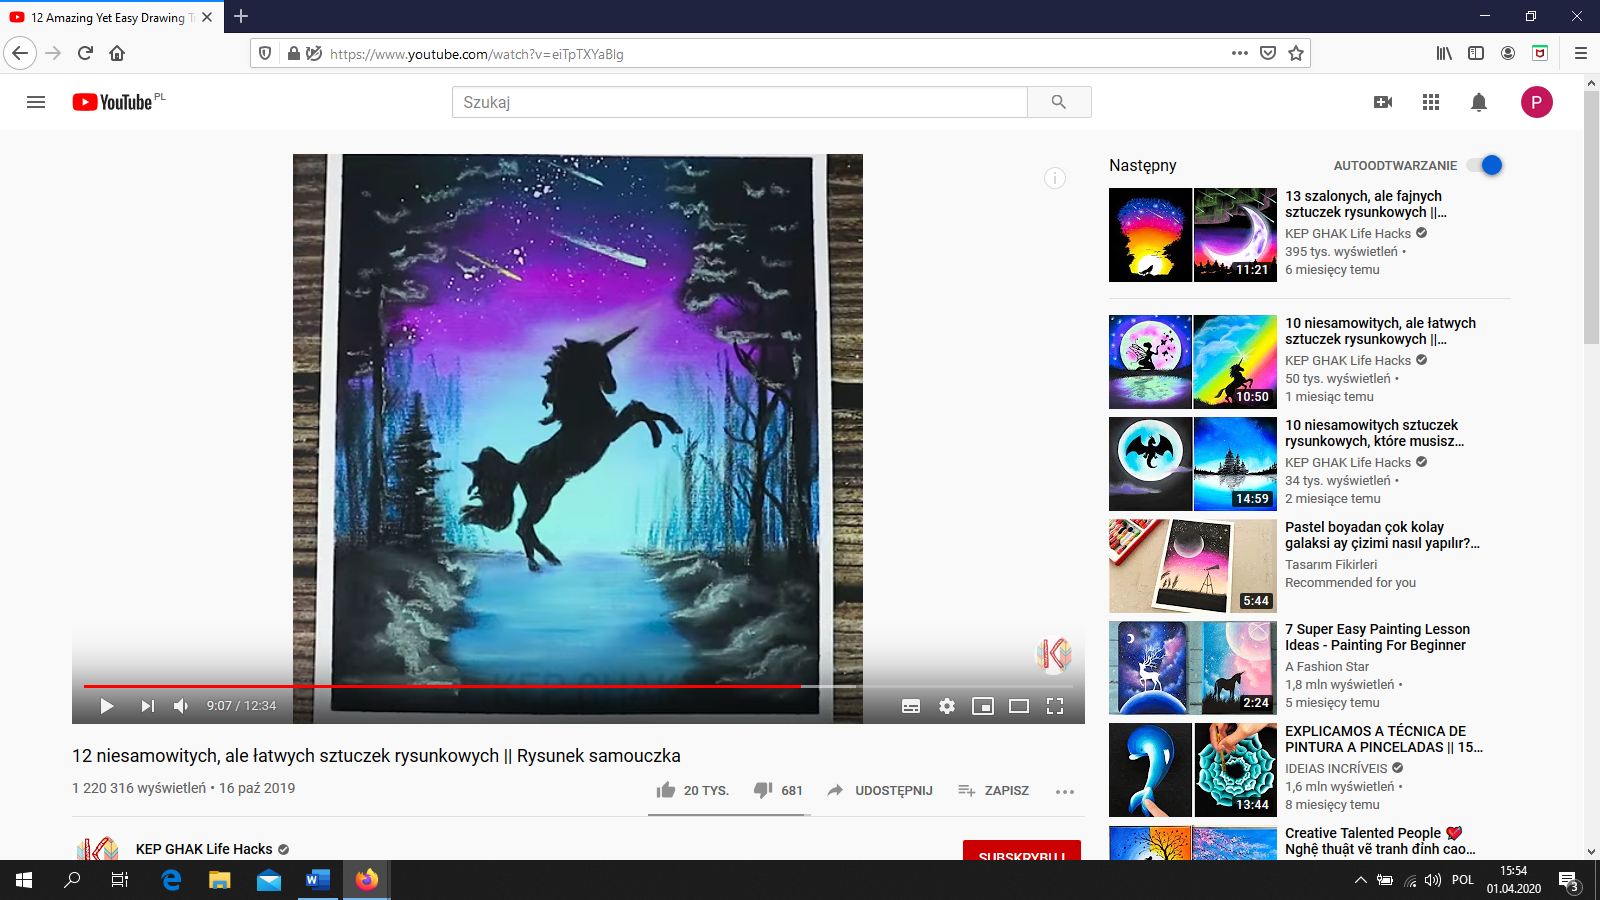 12 Amazing Yet Easy Drawing T
https://www.youtube.com/watch?v=eiTpTXYaBlg
YouTube PL
Szukaj
P
9:07 / 12:34
12 niesamowitych, ale łatwych sztuczek rysunkowych || Rysunek samouczka
1 220 316 wyświetleń • 16 paź 2019
20 TYS.
681
UDOSTĘPNIJ
ZAPISZ
KEP GHAK Life Hacks
SUBSKRYBUJ
Następny
AUTOODTWARZANIE
11:21
13 szalonych, ale fajnych
sztuczek rysunkowych ||...
KEP GHAK Life Hacks
395 tys. wyświetleń •
6 miesięcy temu
10:50
10 niesamowitych, ale łatwych
sztuczek rysunkowych ||...
KEP GHAK Life Hacks
50 tys. wyświetleń •
1 miesiąc temu
14:59
10 niesamowitych sztuczek
rysunkowych, które musisz...
KEP GHAK Life Hacks
34 tys. wyświetleń •
2 miesiące temu
5:44
Pastel boyadan çok kolay
galaksi ay çizimi nasıl yapılır?...
Tasarım Fikirleri
Recommended for you
2:24
7 Super Easy Painting Lesson
Ideas - Painting For Beginner
A Fashion Star
1,8 mln wyświetleń •
5 miesięcy temu
13:44
EXPLICAMOS A TÉCNICA DE
PINTURA A PINCELADAS || 15...
IDEIAS INCRÍVEIS
1,6 mln wyświetleń •
8 miesięcy temu
Creative Talented People
Nghệ thuật vẽ tranh đỉnh cao...
POL
15:54
01.04.2020
3